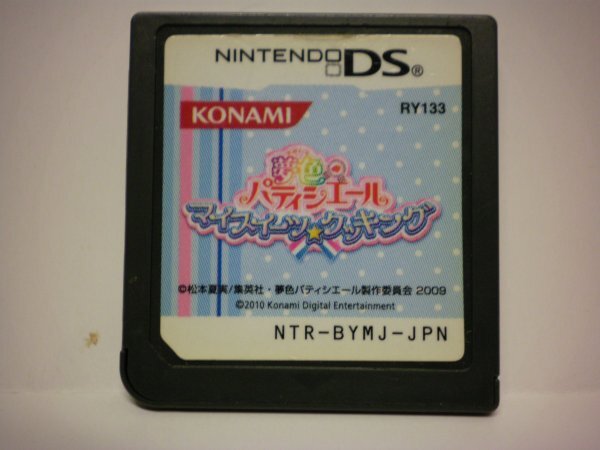 NINTENDO DS®
KONAMI
RY133
夢色
パティシエール
マイスイーツ☆クッキング
©松本夏実/集英社・夢色パティシエール製作委員会 2009
©2010 Konami Digital Entertainment
NTR-BYMJ-JPN